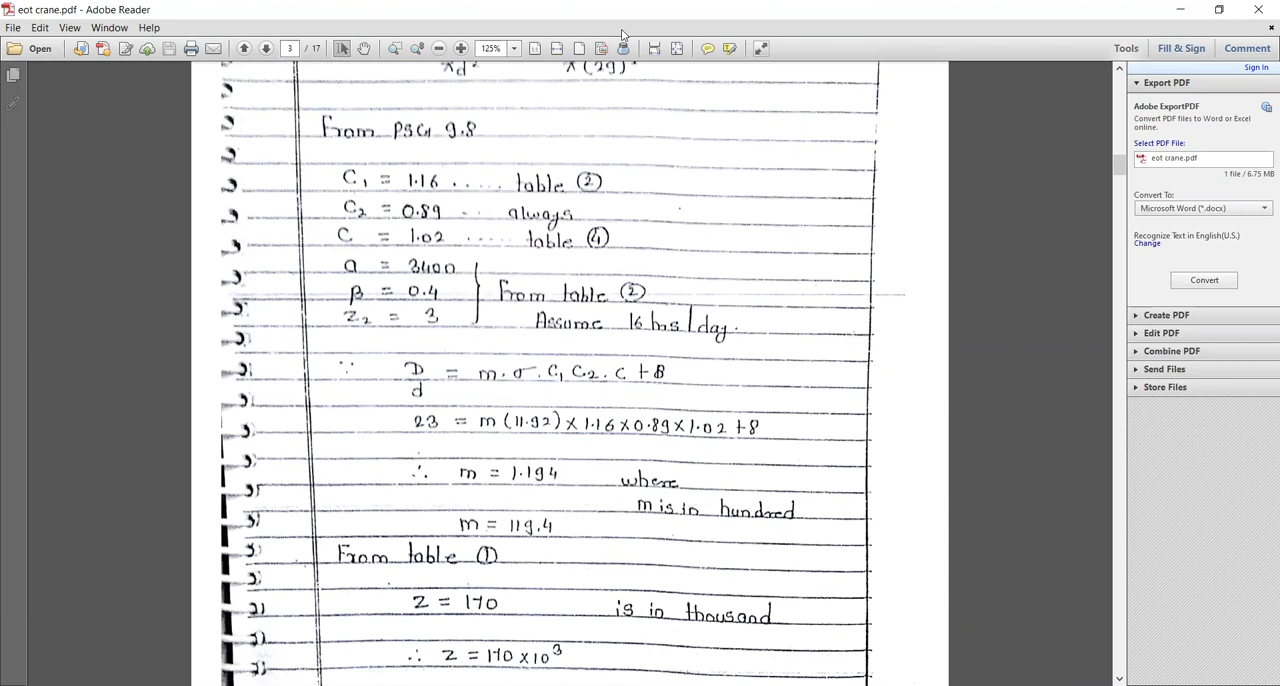 eot crane.pdf - Adobe Reader
File Edit View Window Help
Open 3 / 17 125% Tools Fill & Sign Comment
Sign In
πd² π(29)²
From PSG 9.8
C1 = 1.16 ..... table ②
C2 = 0.89 .. always
C = 1.02 ..... table ④
a = 3400
β = 0.4 From table ②
Z2 = 3 Assume 16 hrs/day.
∵ D/d = m.σ.C1 C2.C + 8
23 = m(11.92) × 1.16 × 0.89 × 1.02 + 8
∴ m = 1.194 where
m is in hundred
m = 119.4
From table ①
Z = 170 is in thousand
∴ Z = 170 × 10³
Export PDF
Adobe ExportPDF
Convert PDF files to Word or Excel
online.
Select PDF File:
eot crane.pdf
1 file / 6.75 MB
Convert To:
Microsoft Word (*.docx)
Recognize Text in English(U.S.)
Change
Convert
Create PDF
Edit PDF
Combine PDF
Send Files
Store Files